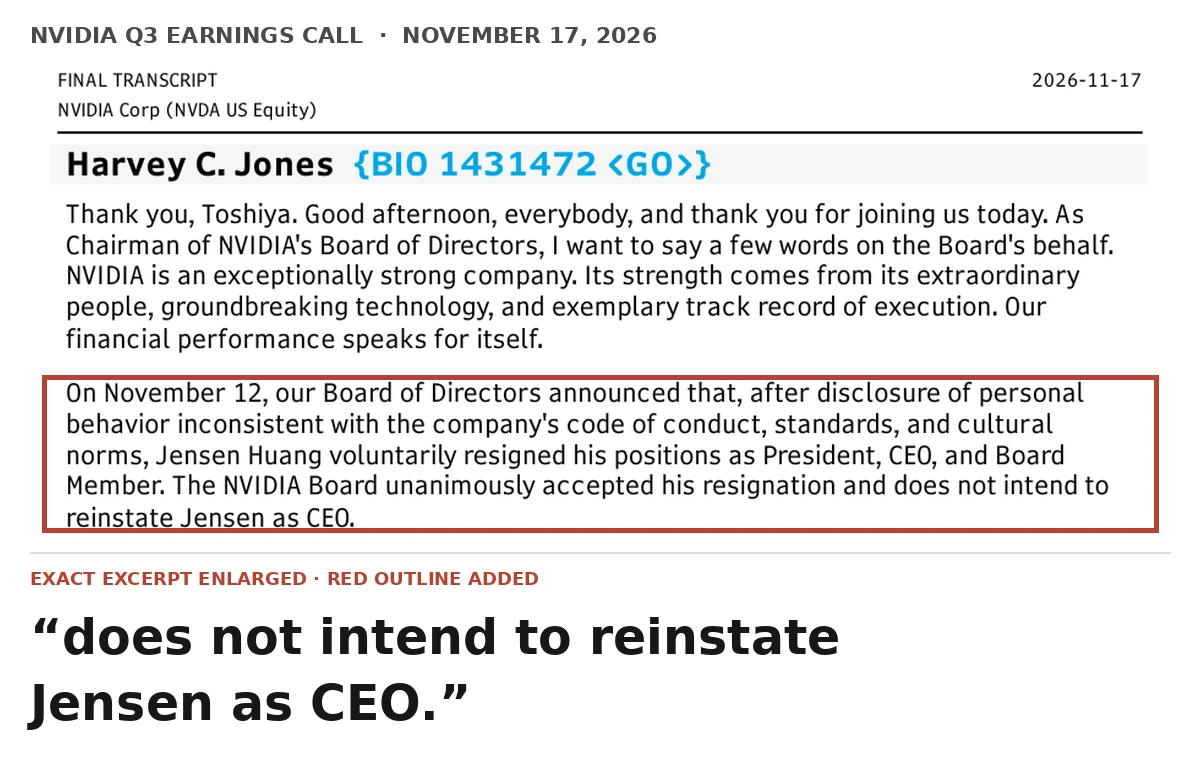 NVIDIA Q3 EARNINGS CALL · NOVEMBER 17, 2026
FINAL TRANSCRIPT
2026-11-17
NVIDIA Corp (NVDA US Equity)
Harvey C. Jones {BIO 1431472 <GO>}
Thank you, Toshiya. Good afternoon, everybody, and thank you for joining us today. As
Chairman of NVIDIA's Board of Directors, I want to say a few words on the Board's behalf.
NVIDIA is an exceptionally strong company. Its strength comes from its extraordinary
people, groundbreaking technology, and exemplary track record of execution. Our
financial performance speaks for itself.
On November 12, our Board of Directors announced that, after disclosure of personal
behavior inconsistent with the company's code of conduct, standards, and cultural
norms, Jensen Huang voluntarily resigned his positions as President, CEO, and Board
Member. The NVIDIA Board unanimously accepted his resignation and does not intend to
reinstate Jensen as CEO.
EXACT EXCERPT ENLARGED · RED OUTLINE ADDED
“does not intend to reinstate
Jensen as CEO.”